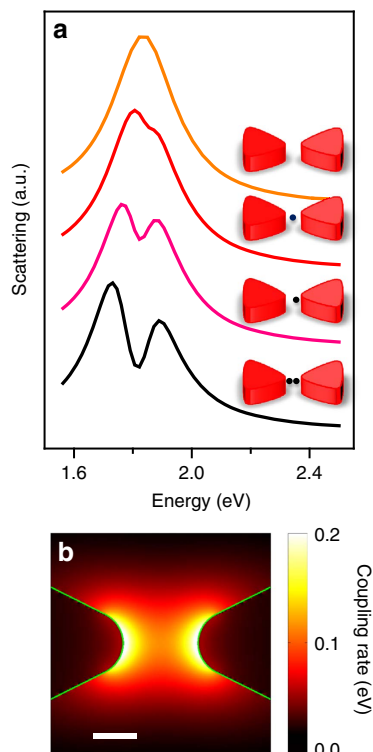 a
Scattering (a.u.)
1.6 2.0 2.4
Energy (eV)
b
0.2
0.1
0.0
Coupling rate (eV)